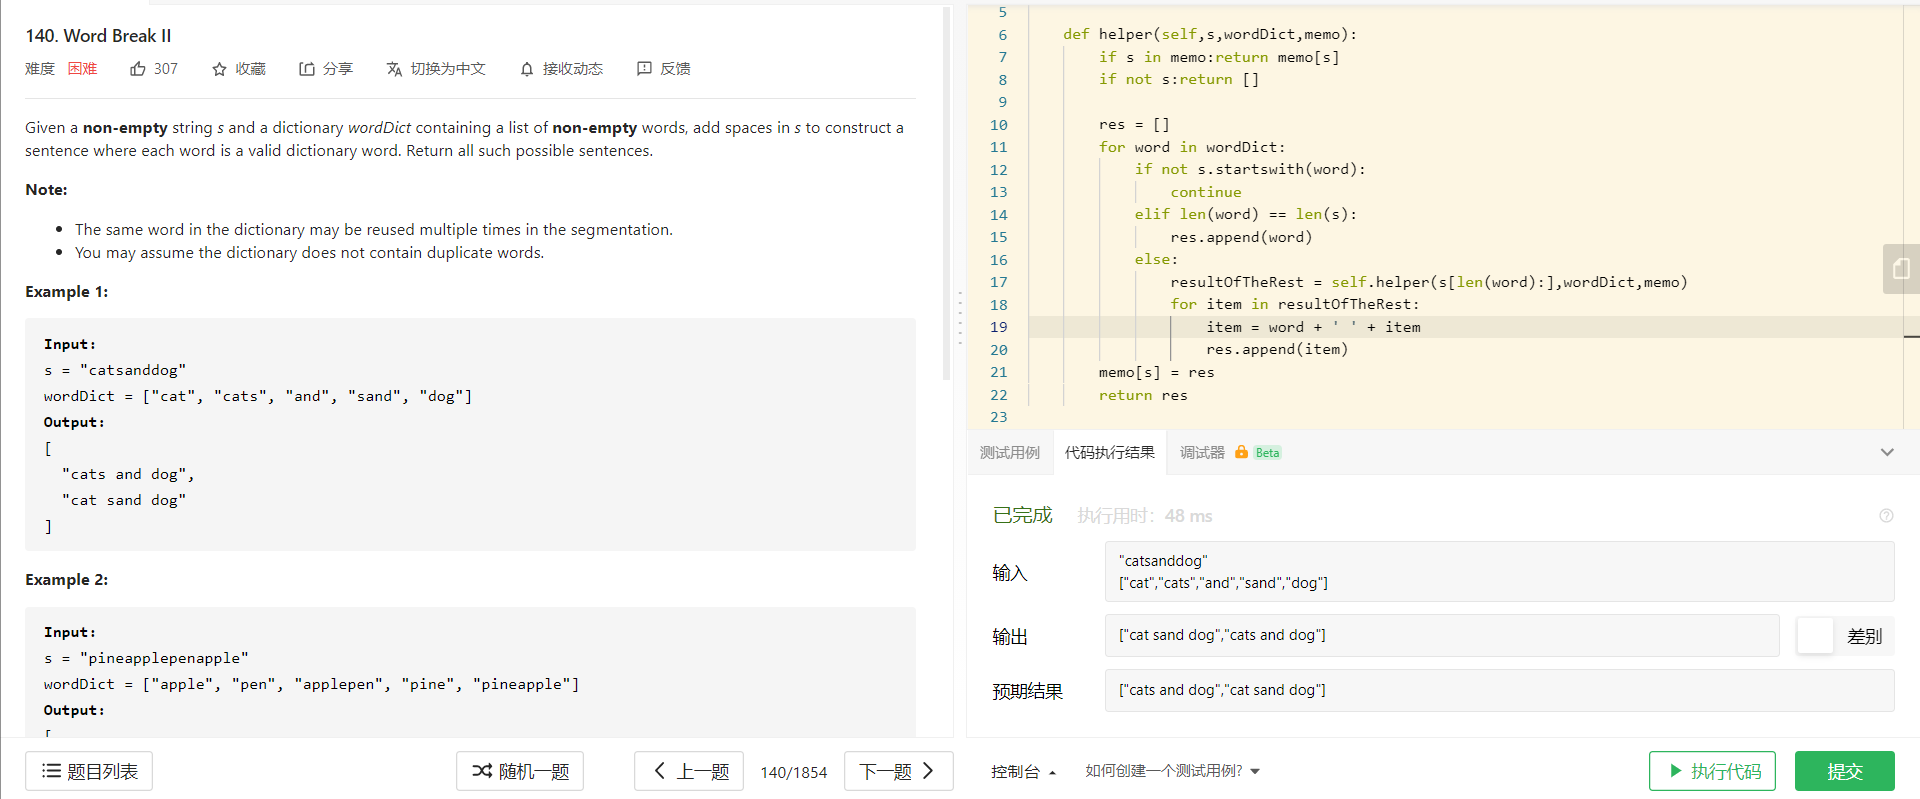 140. Word Break II
难度 困难 307 收藏 分享 切换为中文 接收动态 反馈
Given a non-empty string s and a dictionary wordDict containing a list of non-empty words, add spaces in s to construct a
sentence where each word is a valid dictionary word. Return all such possible sentences.
Note:
• The same word in the dictionary may be reused multiple times in the segmentation.
• You may assume the dictionary does not contain duplicate words.
Example 1:
Input:
s = "catsanddog"
wordDict = ["cat", "cats", "and", "sand", "dog"]
Output:
[
  "cats and dog",
  "cat sand dog"
]
Example 2:
Input:
s = "pineapplepenapple"
wordDict = ["apple", "pen", "applepen", "pine", "pineapple"]
Output:
[
题目列表 随机一题 上一题 140/1854 下一题
5
6     def helper(self,s,wordDict,memo):
7         if s in memo:return memo[s]
8         if not s:return []
9
10         res = []
11         for word in wordDict:
12             if not s.startswith(word):
13                 continue
14             elif len(word) == len(s):
15                 res.append(word)
16             else:
17                 resultOfTheRest = self.helper(s[len(word):],wordDict,memo)
18                 for item in resultOfTheRest:
19                     item = word + ' ' + item
20                     res.append(item)
21         memo[s] = res
22         return res
23
测试用例 代码执行结果 调试器 Beta
已完成 执行用时: 48 ms
输入
"catsanddog"
["cat","cats","and","sand","dog"]
输出 ["cat sand dog","cats and dog"] 差别
预期结果 ["cats and dog","cat sand dog"]
控制台 如何创建一个测试用例? 执行代码 提交